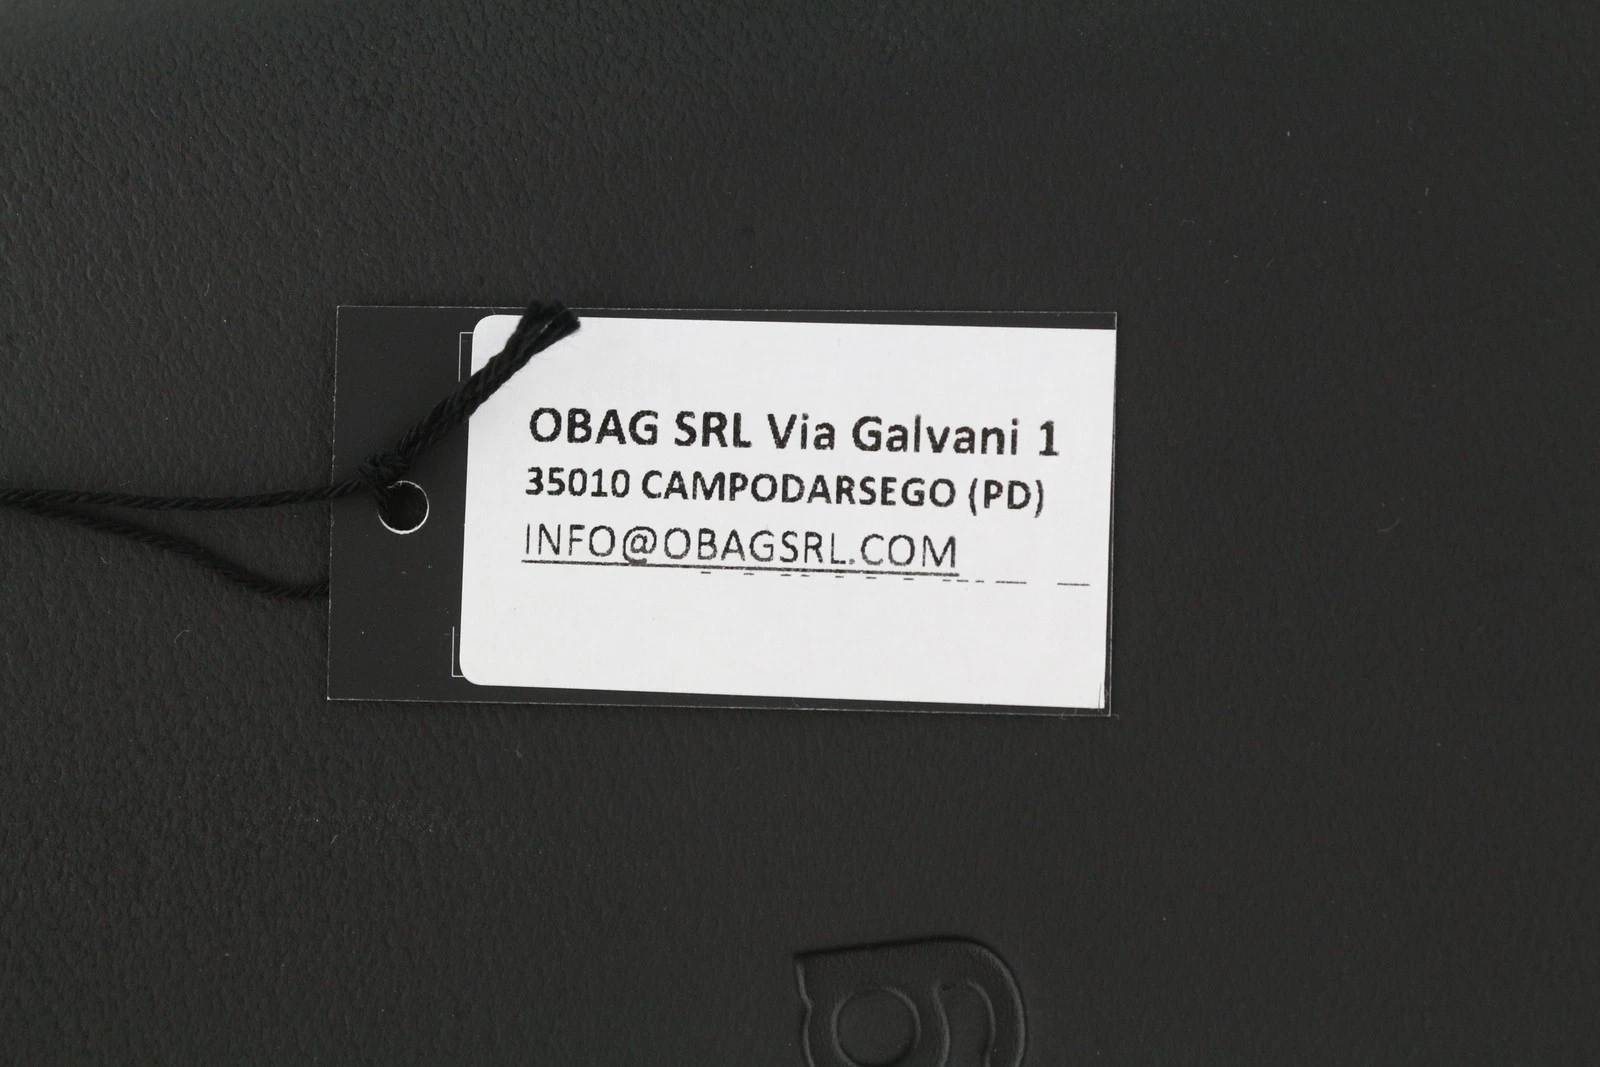 OBAG SRL Via Galvani 1
35010 CAMPODARSEGO (PD)
INFO@OBAGSRL.COM